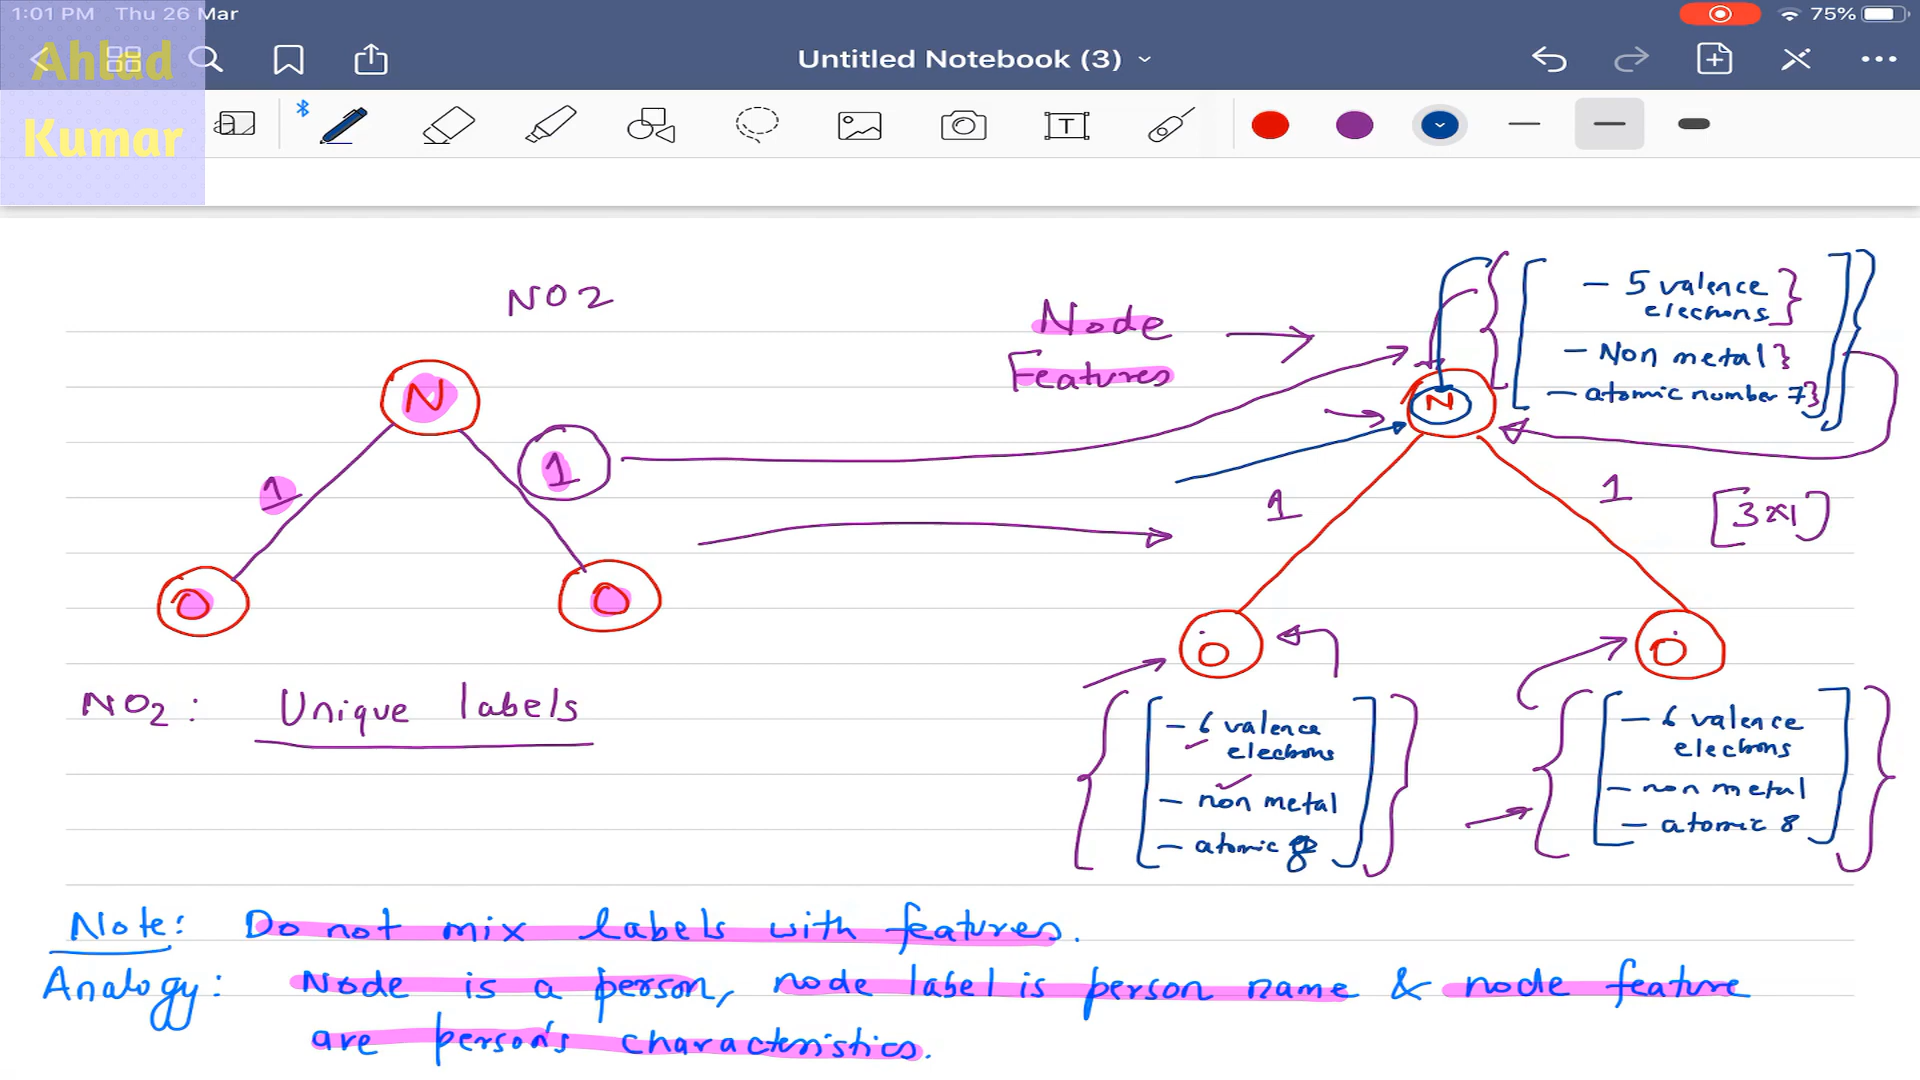 1:01 PM Thu 26 Mar
75%
Ahlad
Kumar
Untitled Notebook (3)
a
T
NO2
N
1
1
O
O
NO2 : Unique labels
Node
Features
- 5 valence
electrons
- Non metal
- atomic number 7
N
1
1
[3x1]
O
O
- 6 valence
electrons
- non metal
- atomic 8
- 6 valence
electrons
- non metal
- atomic 8
Note: Do not mix labels with features.
Analogy: Node is a person, node label is person name & node feature
are person's characteristics.